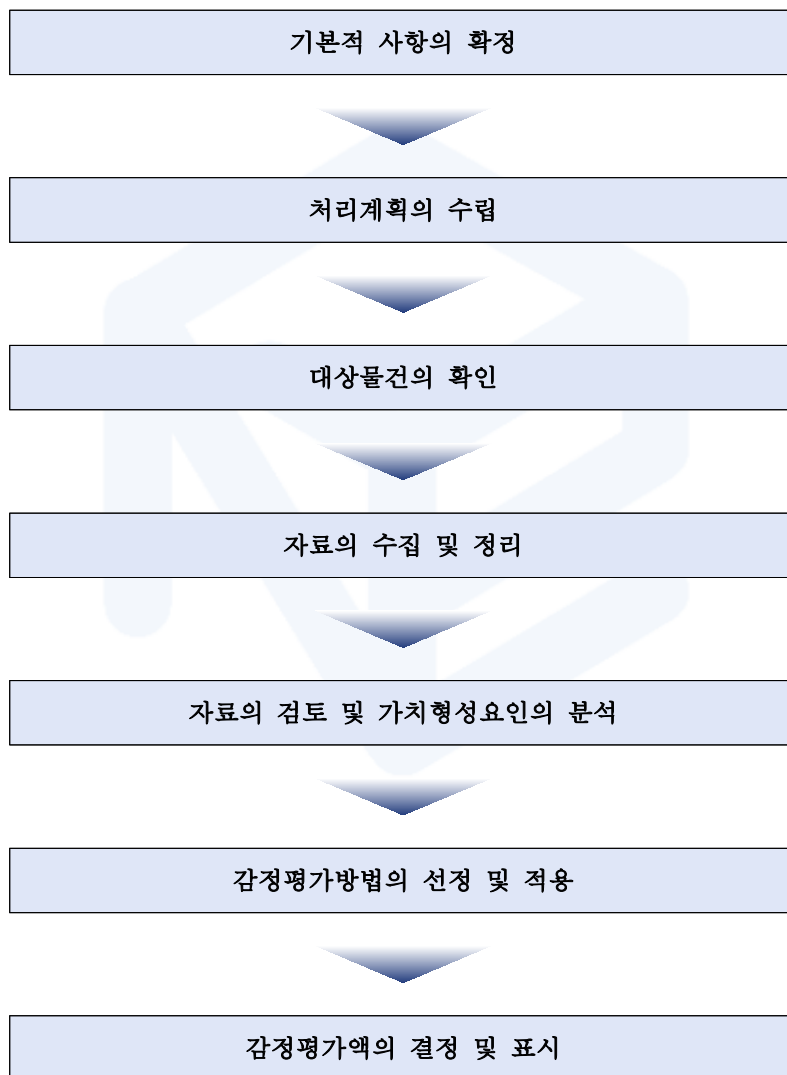 기본적 사항의 확정
처리계획의 수립
대상물건의 확인
자료의 수집 및 정리
자료의 검토 및 가치형성요인의 분석
감정평가방법의 선정 및 적용
감정평가액의 결정 및 표시